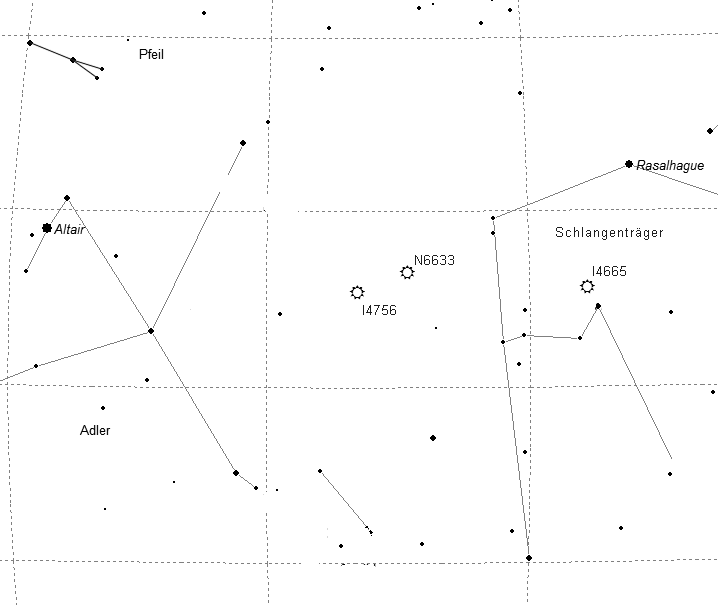 Pfeil
Rasalhague
Altair
Schlangenträger
N6633
I4665
I4756
Adler